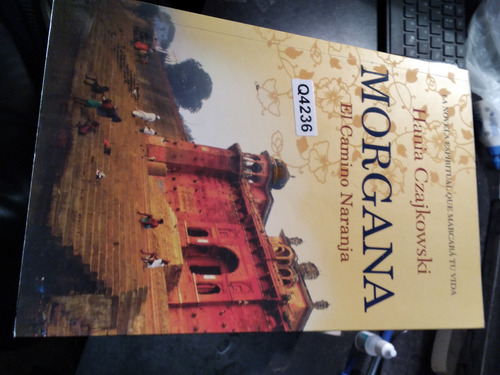 LA NOVELA ESPIRITUAL QUE MARCARÁ TU VIDA
Hania Czajkowski
MORGANA
El Camino Naranja
Q4236